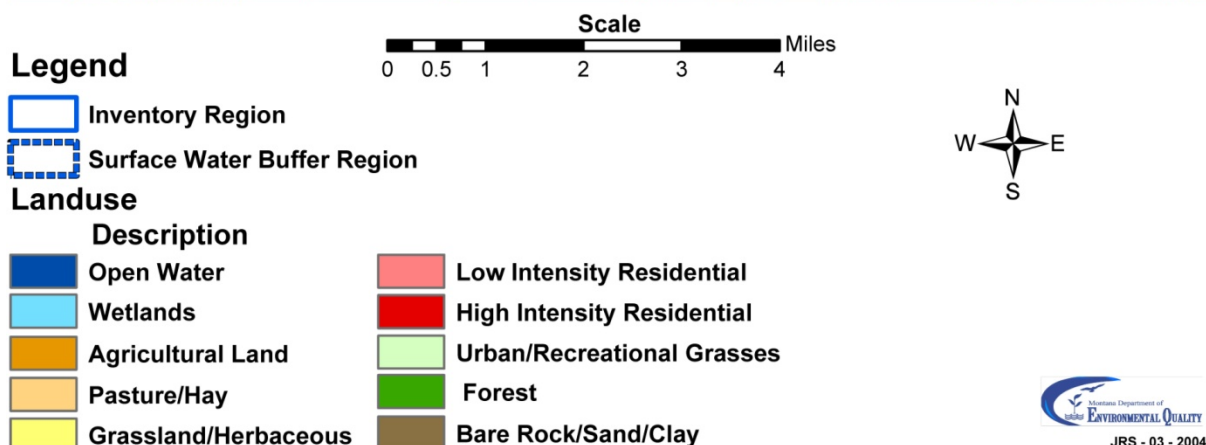 Scale
Miles
0 0.5 1 2 3 4
Legend
Inventory Region
Surface Water Buffer Region
N
W E
S
Landuse
Description
Open Water
Wetlands
Agricultural Land
Pasture/Hay
Grassland/Herbaceous
Low Intensity Residential
High Intensity Residential
Urban/Recreational Grasses
Forest
Bare Rock/Sand/Clay
Montana Department of
ENVIRONMENTAL QUALITY
JRS - 03 - 2004